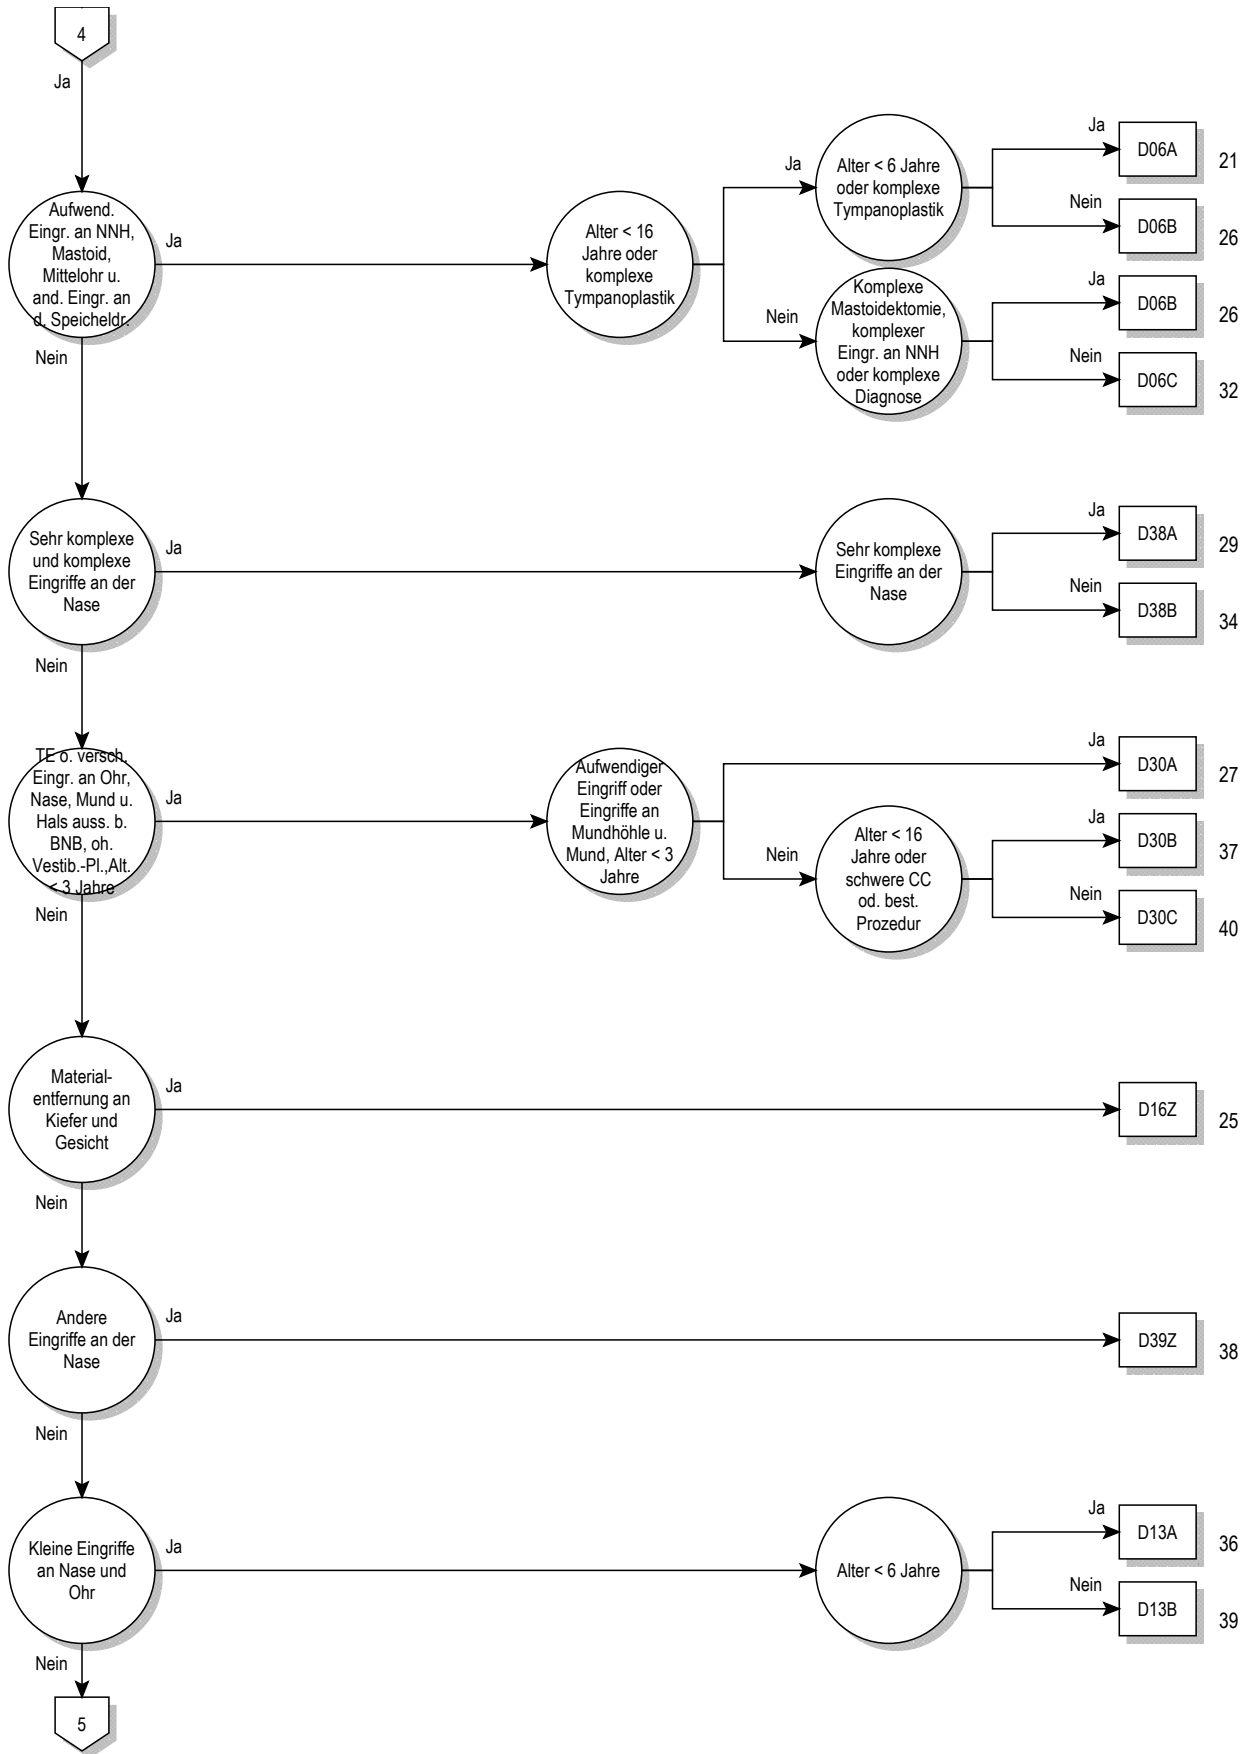 4
Ja
Aufwend.
Eingr. an NNH,
Mastoid,
Mittelohr u.
and. Eingr. an
d. Speicheldr.
Ja
Nein
Alter < 16
Jahre oder
komplexe
Tympanoplastik
Ja
Nein
Alter < 6 Jahre
oder komplexe
Tympanoplastik
Ja
D06A
21
Nein
D06B
26
Komplexe
Mastoidektomie,
komplexer
Eingr. an NNH
oder komplexe
Diagnose
Ja
D06B
26
Nein
D06C
32
Sehr komplexe
und komplexe
Eingriffe an der
Nase
Ja
Nein
Sehr komplexe
Eingriffe an der
Nase
Ja
D38A
29
Nein
D38B
34
TE o. versch.
Eingr. an Ohr,
Nase, Mund u.
Hals auss. b.
BNB, oh.
Vestib.-Pl.,Alt.
< 3 Jahre
Ja
Nein
Aufwendiger
Eingriff oder
Eingriffe an
Mundhöhle u.
Mund, Alter < 3
Jahre
Ja
D30A
27
Nein
Alter < 16
Jahre oder
schwere CC
od. best.
Prozedur
Ja
D30B
37
Nein
D30C
40
Material-
entfernung an
Kiefer und
Gesicht
Ja
D16Z
25
Nein
Andere
Eingriffe an der
Nase
Ja
D39Z
38
Nein
Kleine Eingriffe
an Nase und
Ohr
Ja
Nein
Alter < 6 Jahre
Ja
D13A
36
Nein
D13B
39
5